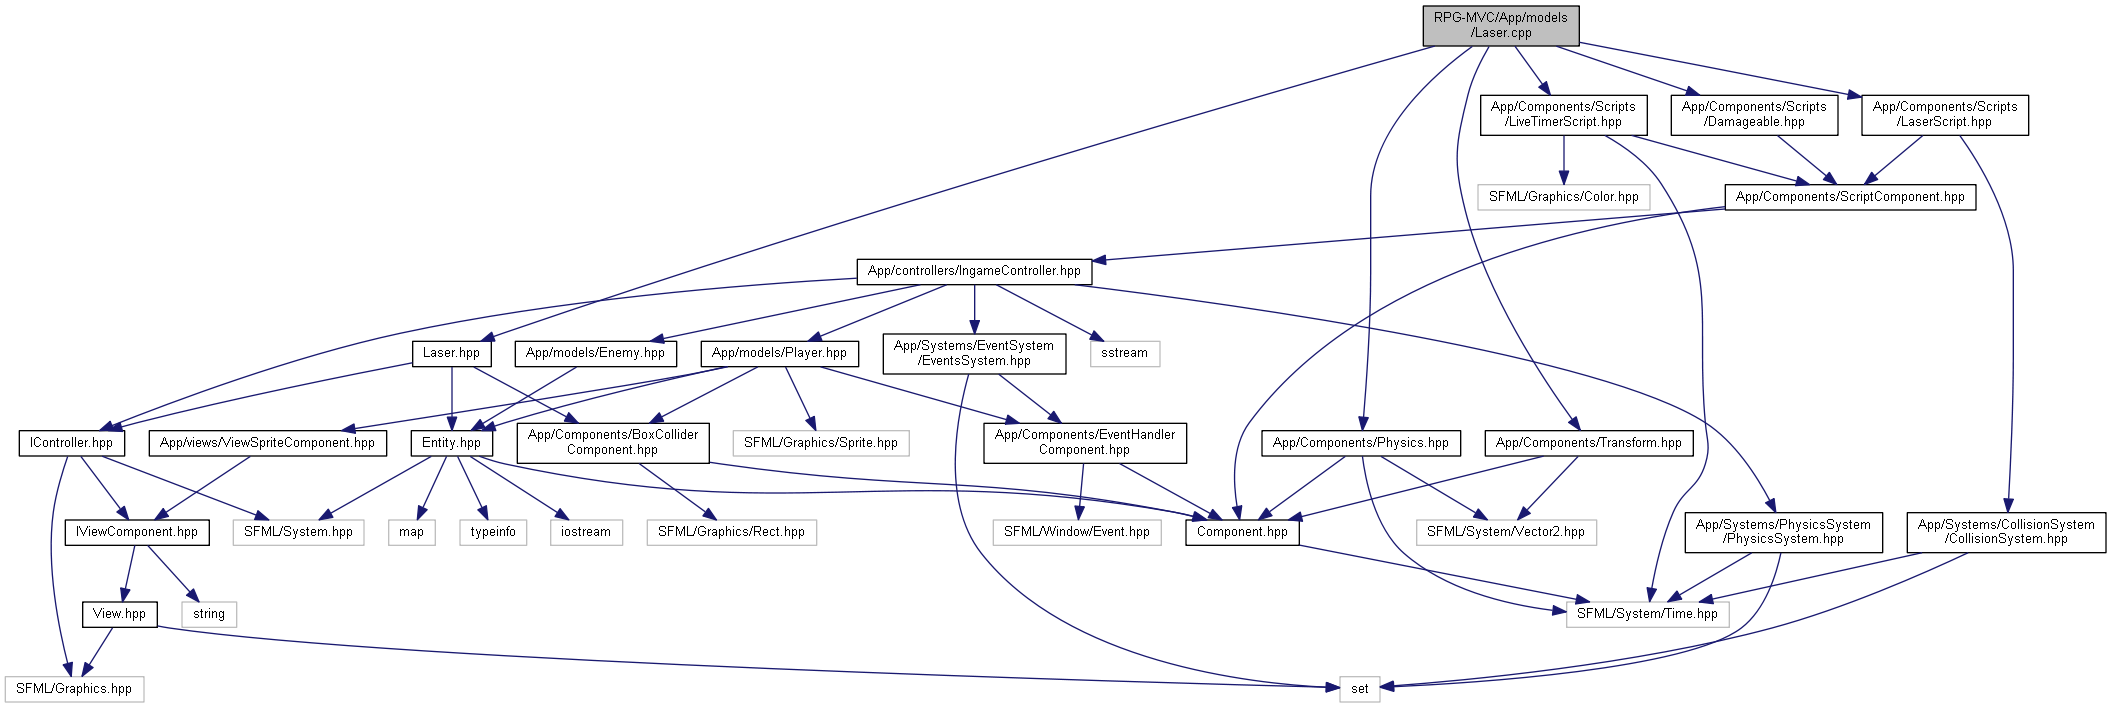 RPG-MVC/App/models
/Laser.cpp
App/Components/Scripts
/LiveTimerScript.hpp
App/Components/Scripts
/Damageable.hpp
App/Components/Scripts
/LaserScript.hpp
SFML/Graphics/Color.hpp
App/Components/ScriptComponent.hpp
App/controllers/IngameController.hpp
Laser.hpp
App/models/Enemy.hpp
App/models/Player.hpp
App/Systems/EventSystem
/EventsSystem.hpp
sstream
IController.hpp
App/views/ViewSpriteComponent.hpp
Entity.hpp
App/Components/BoxCollider
Component.hpp
SFML/Graphics/Sprite.hpp
App/Components/EventHandler
Component.hpp
App/Components/Physics.hpp
App/Components/Transform.hpp
IViewComponent.hpp
SFML/System.hpp
map
typeinfo
iostream
SFML/Graphics/Rect.hpp
SFML/Window/Event.hpp
Component.hpp
SFML/System/Vector2.hpp
App/Systems/PhysicsSystem
/PhysicsSystem.hpp
App/Systems/CollisionSystem
/CollisionSystem.hpp
View.hpp
string
SFML/System/Time.hpp
SFML/Graphics.hpp
set